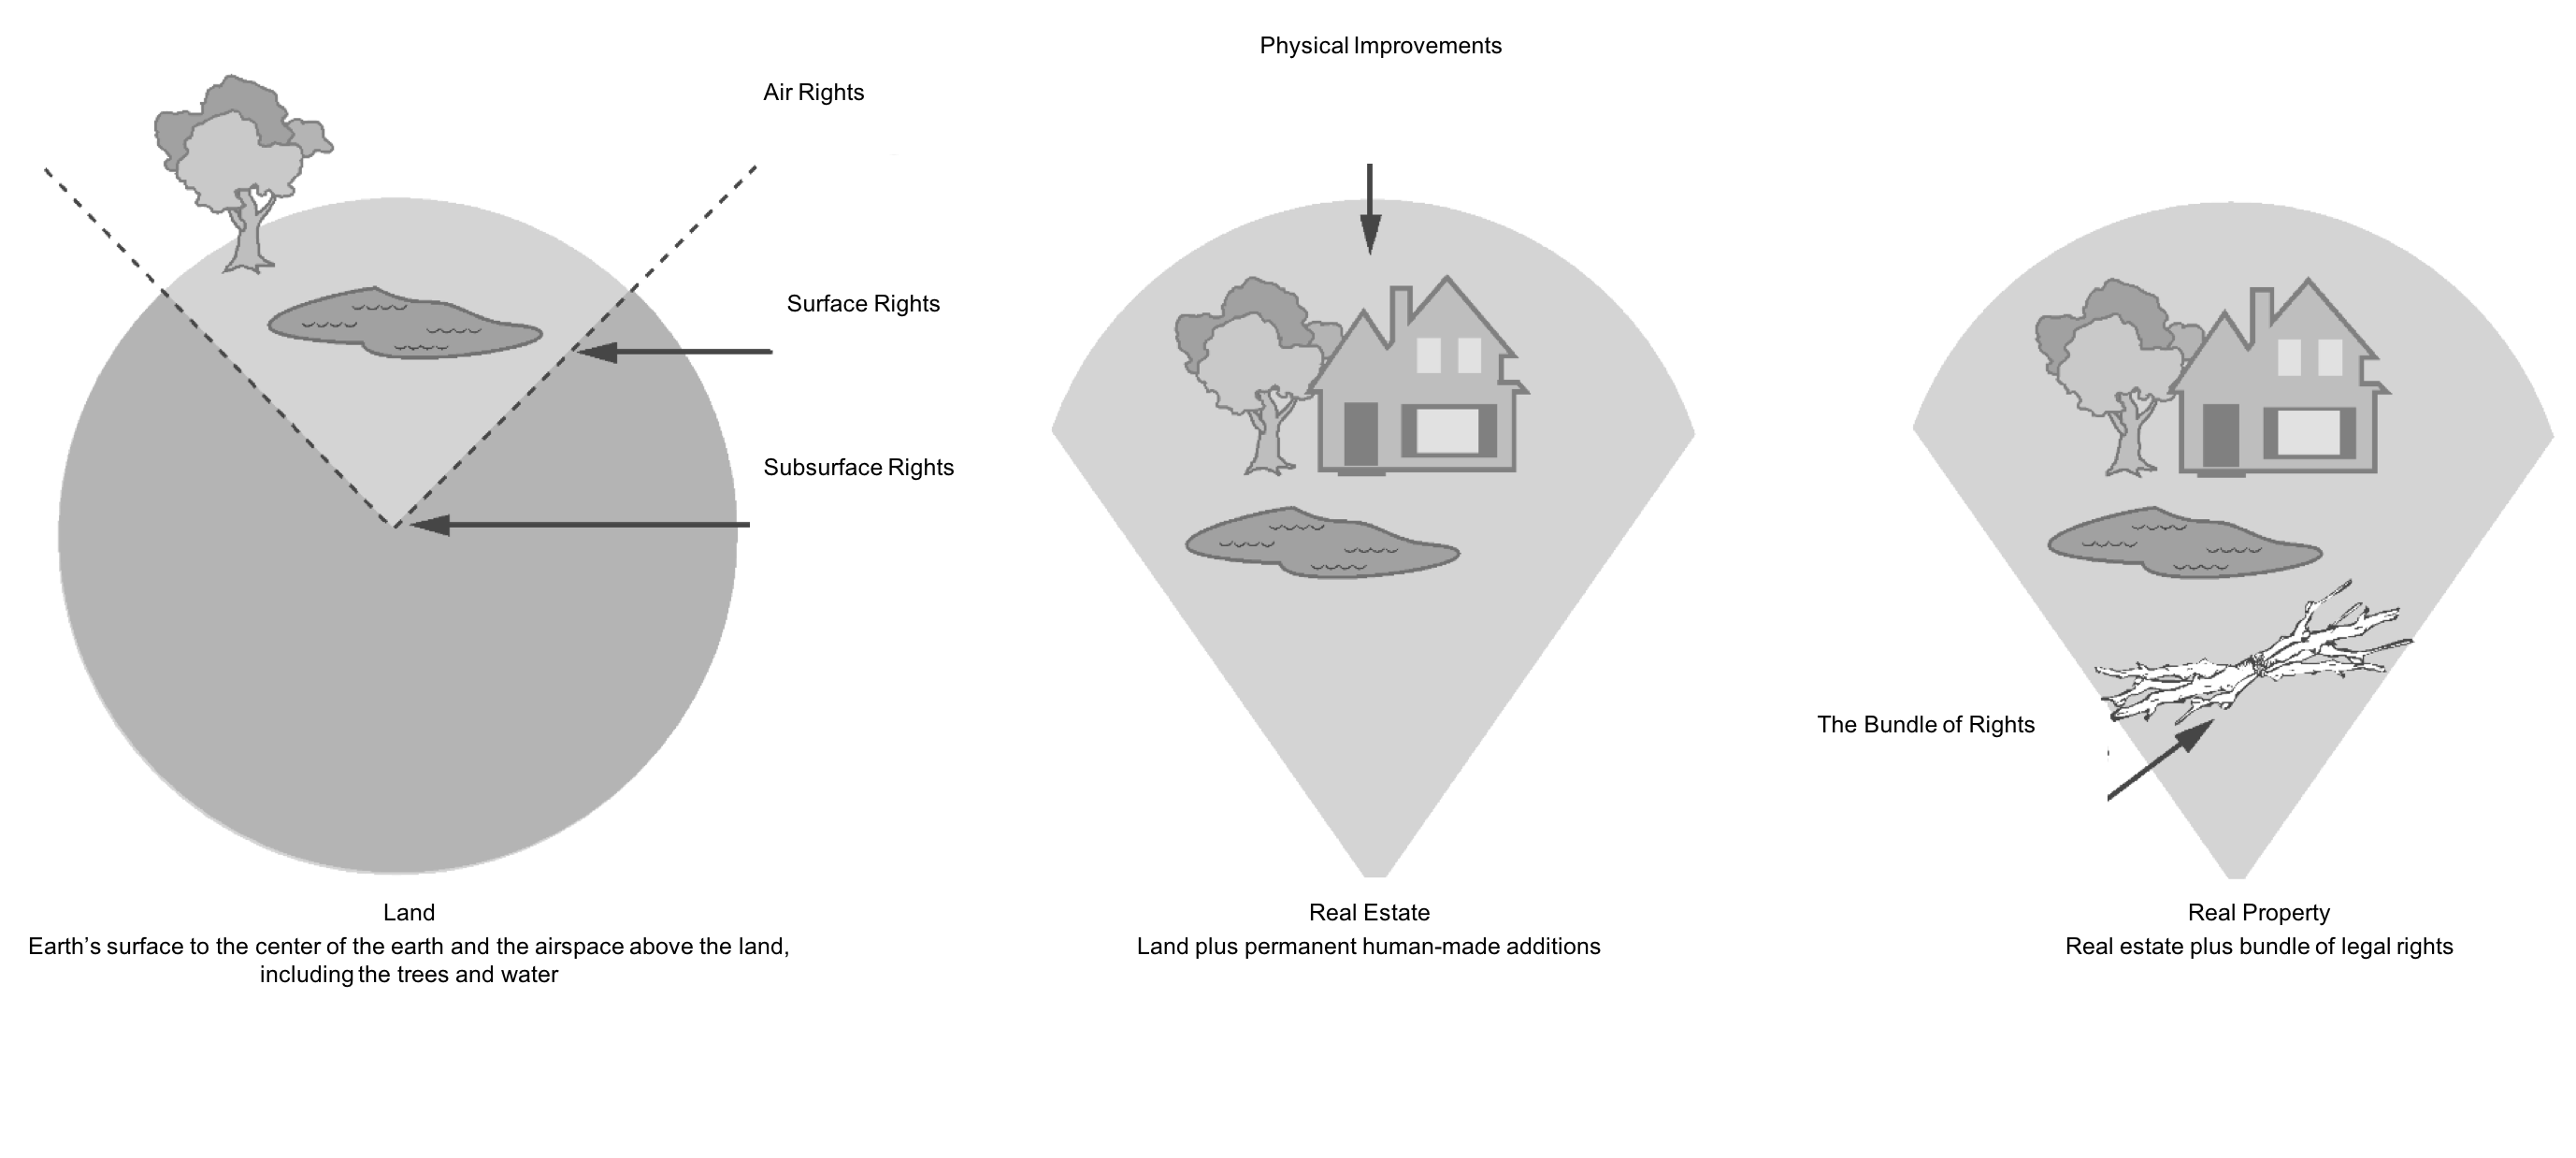 Physical Improvements
Air Rights
Surface Rights
Subsurface Rights
The Bundle of Rights
Land
Earth’s surface to the center of the earth and the airspace above the land,
including the trees and water
Real Estate
Land plus permanent human-made additions
Real Property
Real estate plus bundle of legal rights